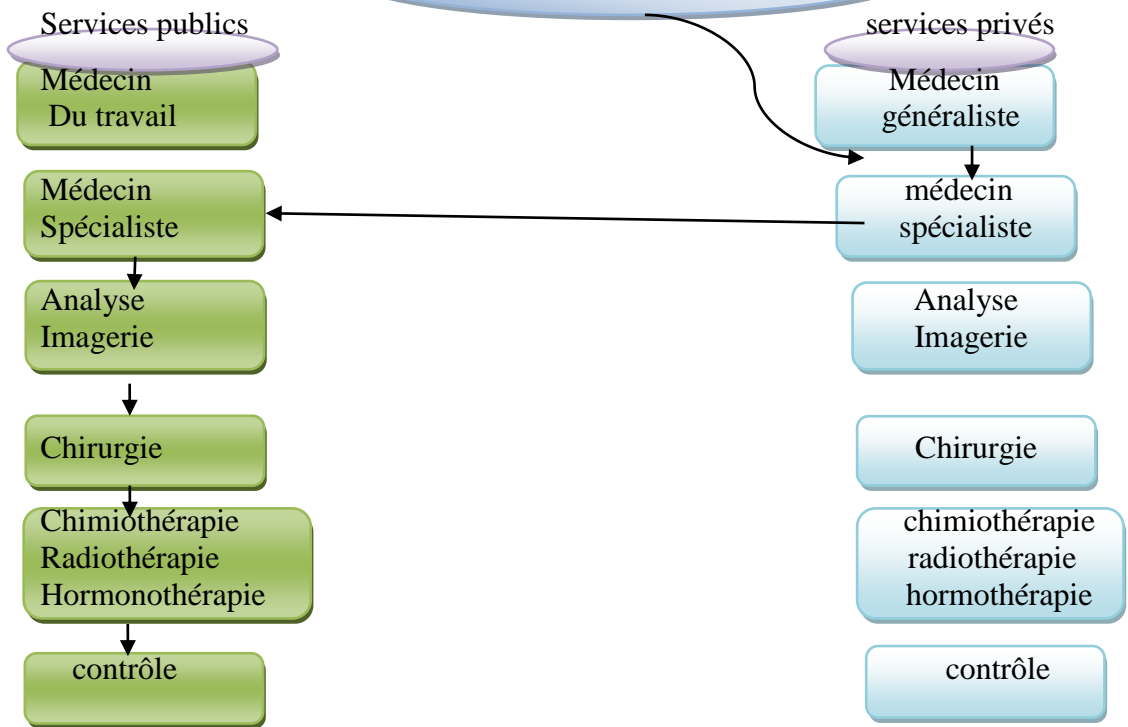 Services publics
Médecin
Du travail
Médecin
Spécialiste
Analyse
Imagerie
Chirurgie
Chimiothérapie
Radiothérapie
Hormonothérapie
contrôle
services privés
Médecin
généraliste
médecin
spécialiste
Analyse
Imagerie
Chirurgie
chimiothérapie
radiothérapie
hormothérapie
contrôle